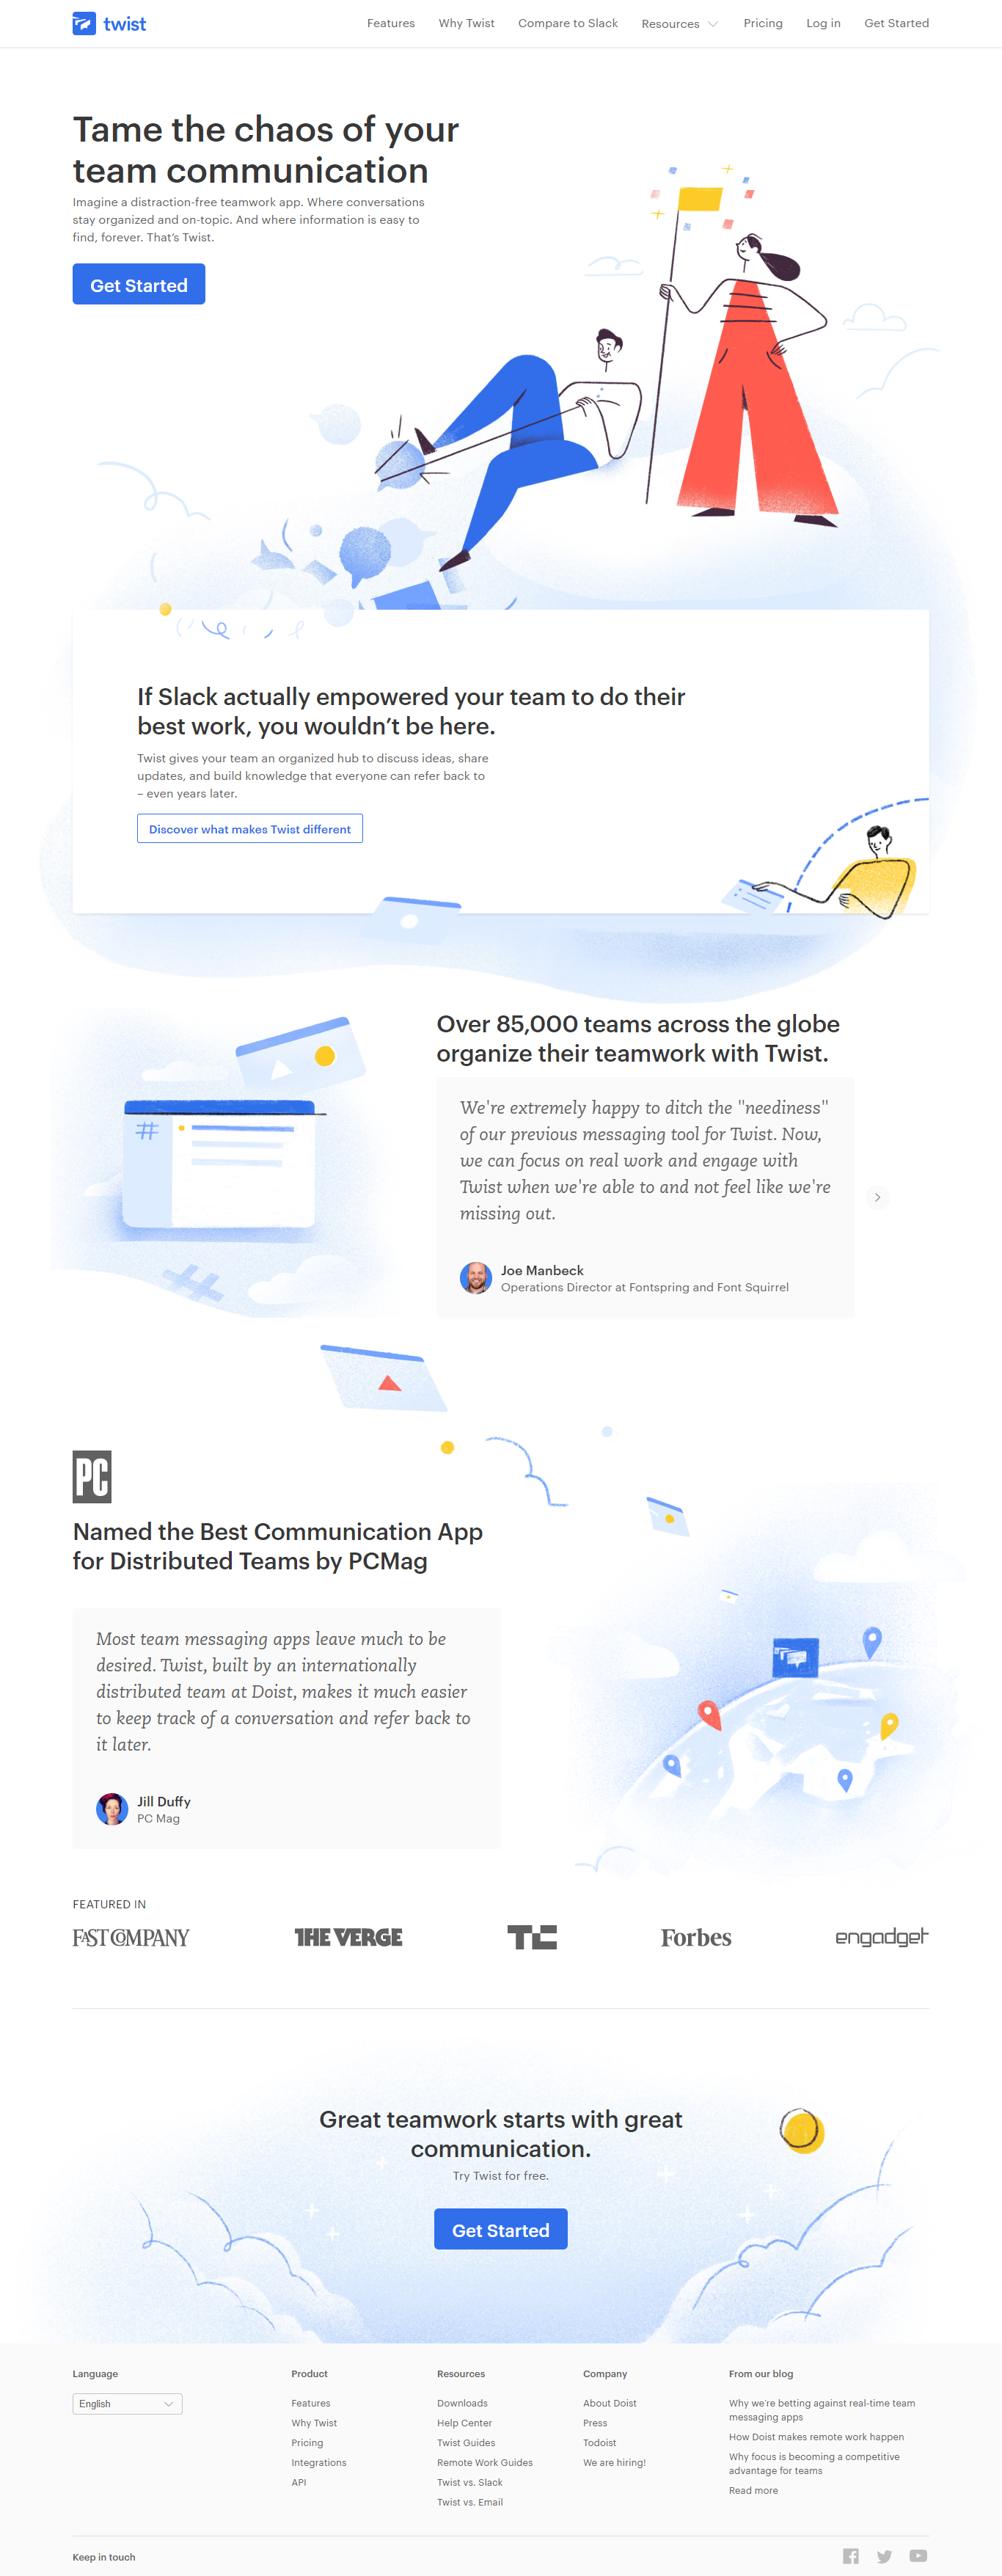 twist
Features
Why Twist
Compare to Slack
Resources
Pricing
Log in
Get Started
Tame the chaos of your
team communication
Imagine a distraction-free teamwork app. Where conversations
stay organized and on-topic. And where information is easy to
find, forever. That’s Twist.
Get Started
If Slack actually empowered your team to do their
best work, you wouldn’t be here.
Twist gives your team an organized hub to discuss ideas, share
updates, and build knowledge that everyone can refer back to
– even years later.
Discover what makes Twist different
#
Over 85,000 teams across the globe
organize their teamwork with Twist.
We're extremely happy to ditch the "neediness"
of our previous messaging tool for Twist. Now,
we can focus on real work and engage with
Twist when we're able to and not feel like we're
missing out.
Joe Manbeck
Operations Director at Fontspring and Font Squirrel
PC
Named the Best Communication App
for Distributed Teams by PCMag
Most team messaging apps leave much to be
desired. Twist, built by an internationally
distributed team at Doist, makes it much easier
to keep track of a conversation and refer back to
it later.
Jill Duffy
PC Mag
FEATURED IN
FAST COMPANY
THE VERGE
TC
Forbes
engadget
Great teamwork starts with great
communication.
Try Twist for free.
Get Started
Language
English
Product
Features
Why Twist
Pricing
Integrations
API
Resources
Downloads
Help Center
Twist Guides
Remote Work Guides
Twist vs. Slack
Twist vs. Email
Company
About Doist
Press
Todoist
We are hiring!
From our blog
Why we’re betting against real-time team
messaging apps
How Doist makes remote work happen
Why focus is becoming a competitive
advantage for teams
Read more
Keep in touch